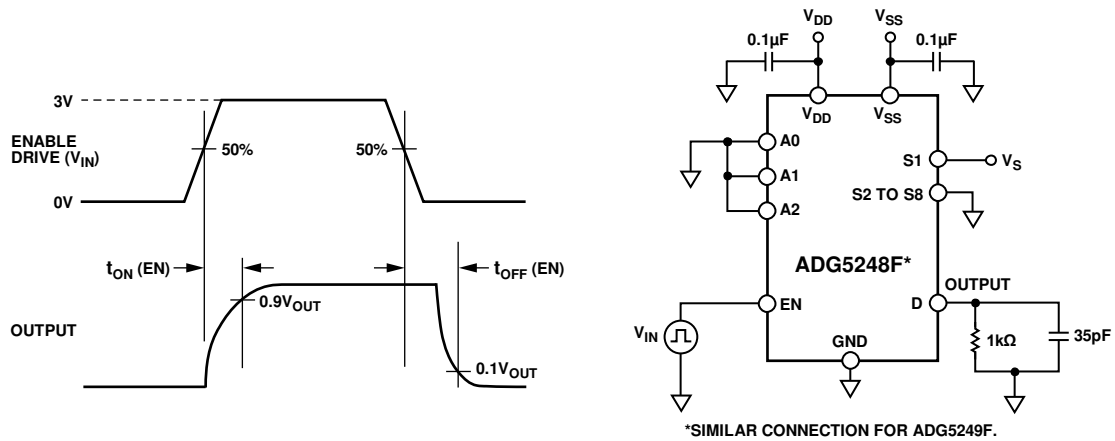 3V
ENABLE
DRIVE (VIN)
50%
50%
0V
tON (EN)
tOFF (EN)
0.9VOUT
OUTPUT
0.1VOUT
VDD
VSS
0.1µF
0.1µF
VDD
VSS
A0
A1
A2
S1
VS
S2 TO S8
ADG5248F*
OUTPUT
EN
D
VIN
GND
1kΩ
35pF
*SIMILAR CONNECTION FOR ADG5249F.